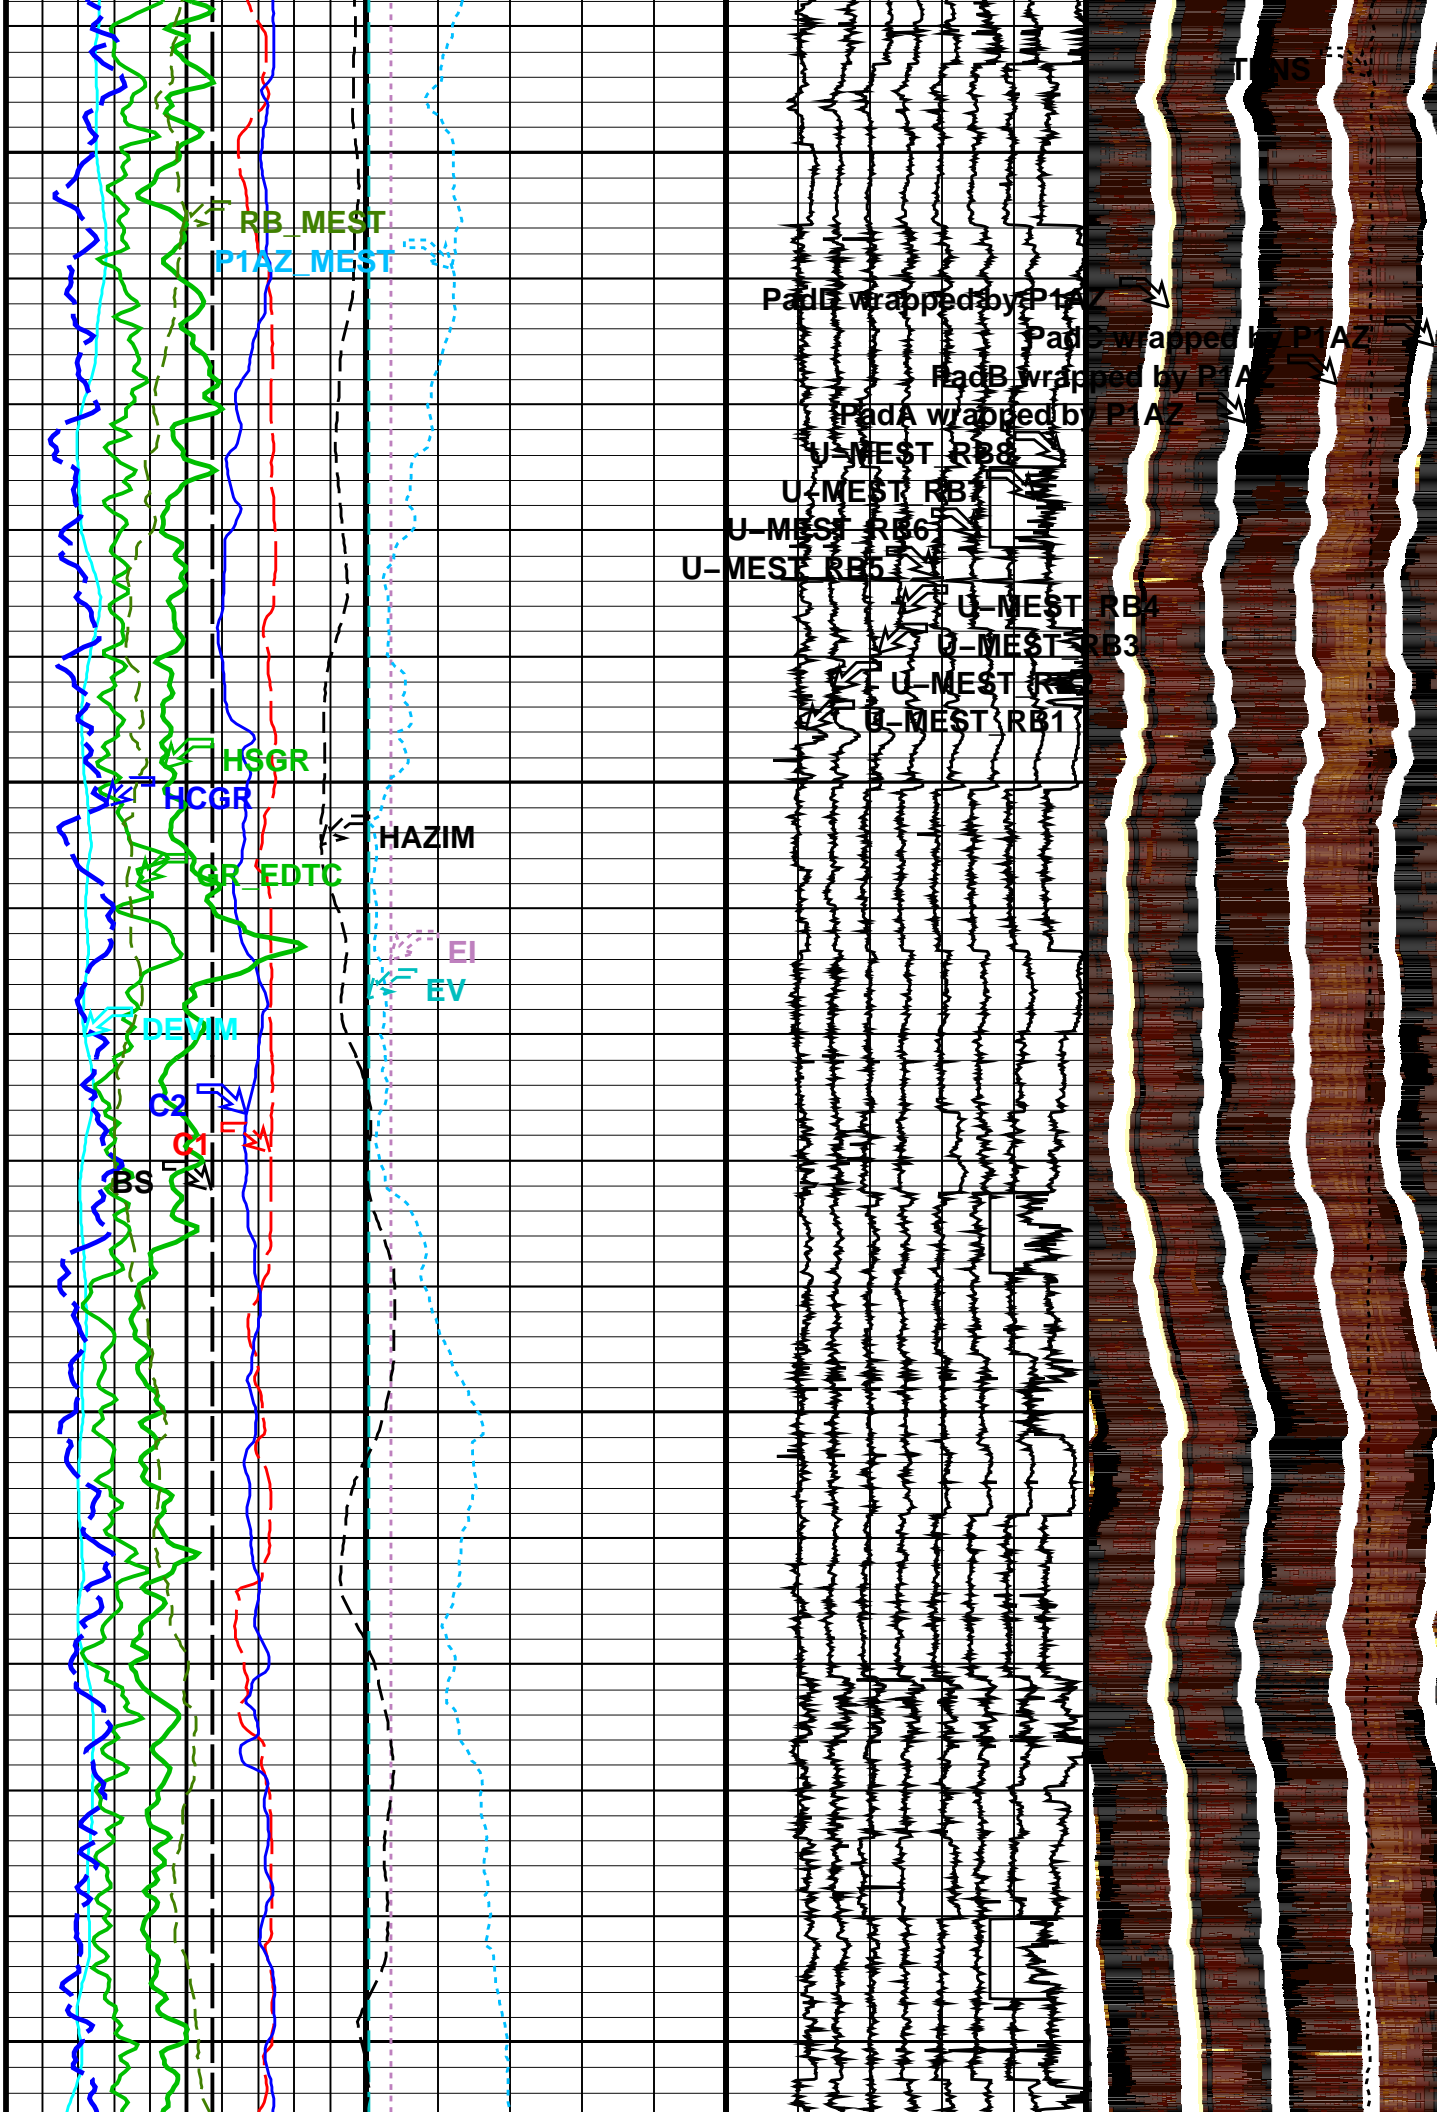 TENS
RB_MEST
P1AZ_MEST
PadD wrapped by P1AZ
PadC wrapped by P1AZ
PadB wrapped by P1AZ
PadA wrapped by P1AZ
U-MEST_RB8
U-MEST_RB7
U-MEST_RB6
U-MEST_RB5
U-MEST_RB4
U-MEST_RB3
U-MEST_RB2
U-MEST_RB1
HSGR
HCGR
HAZIM
GR_EDTC
EI
EV
DEVIM
C2
C1
BS